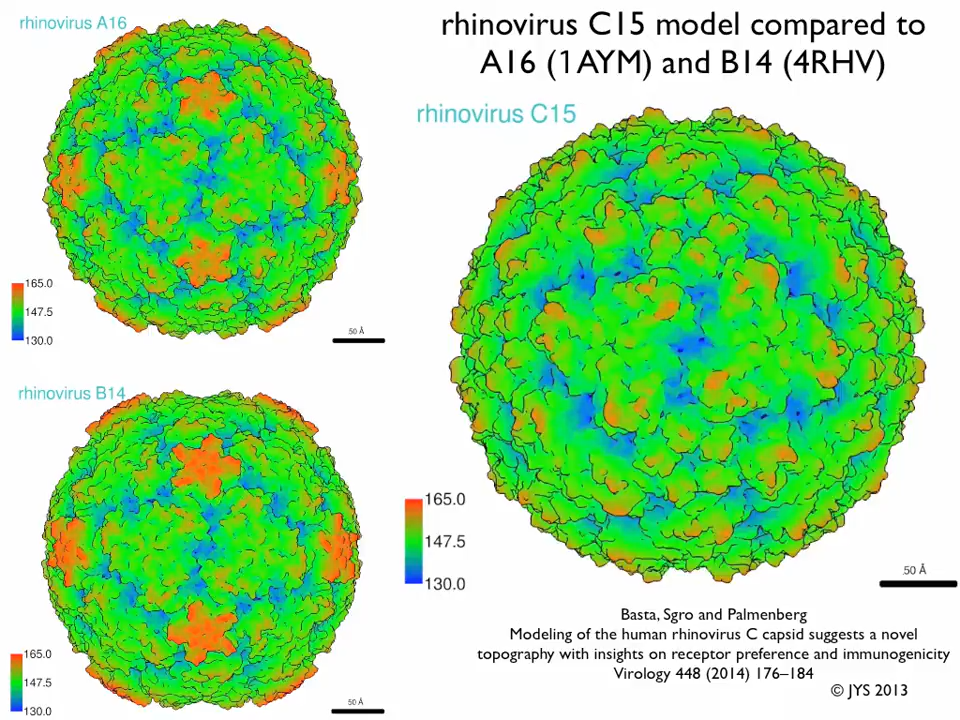 rhinovirus A16
rhinovirus C15 model compared to
A16 (1AYM) and B14 (4RHV)
rhinovirus C15
165.0
147.5
130.0
50 Å
rhinovirus B14
165.0
147.5
130.0
50 Å
165.0
147.5
130.0
50 Å
Basta, Sgro and Palmenberg
Modeling of the human rhinovirus C capsid suggests a novel
topography with insights on receptor preference and immunogenicity
Virology 448 (2014) 176–184
© JYS 2013